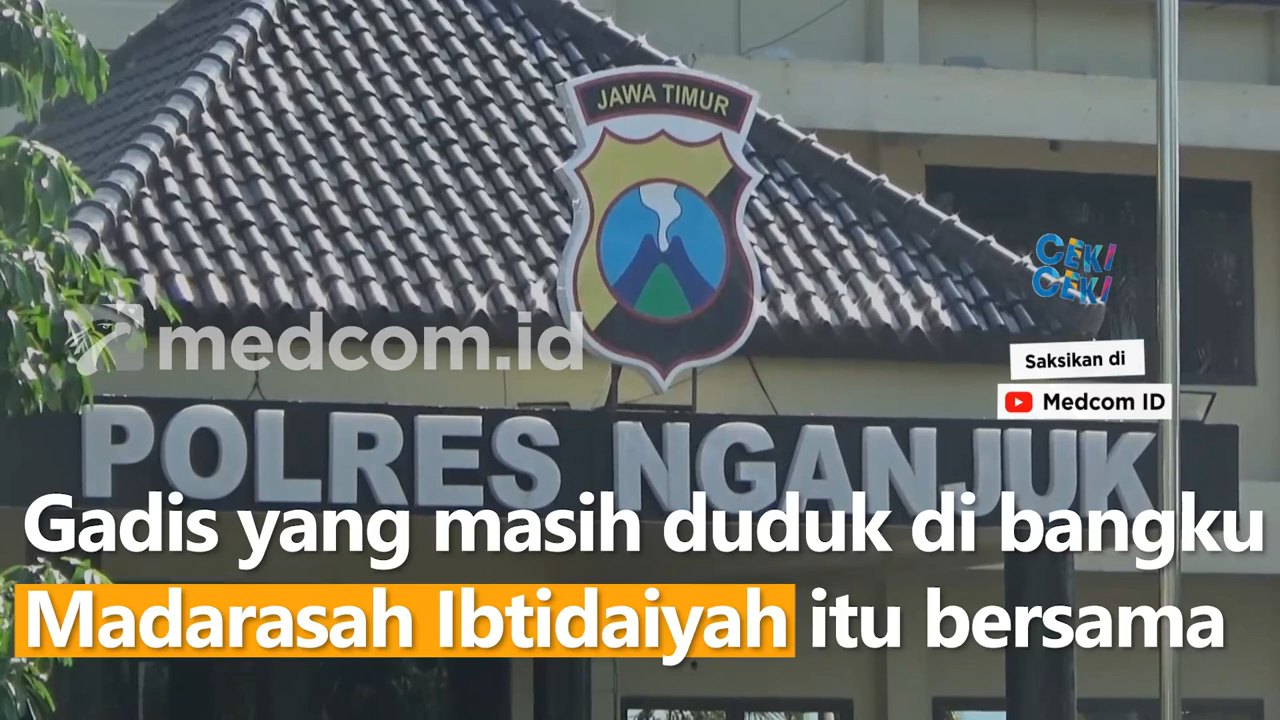 JAWA TIMUR
CEKI
CEKI
medcom.id
Saksikan di
Medcom ID
POLRES NGANJUK
Gadis yang masih duduk di bangku
Madarasah Ibtidaiyah itu bersama